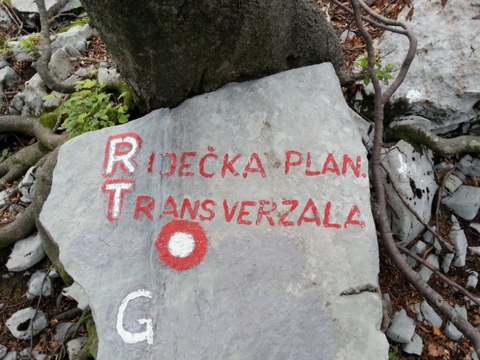 RIJEČKA PLAN.
TRANSVERZALA
G